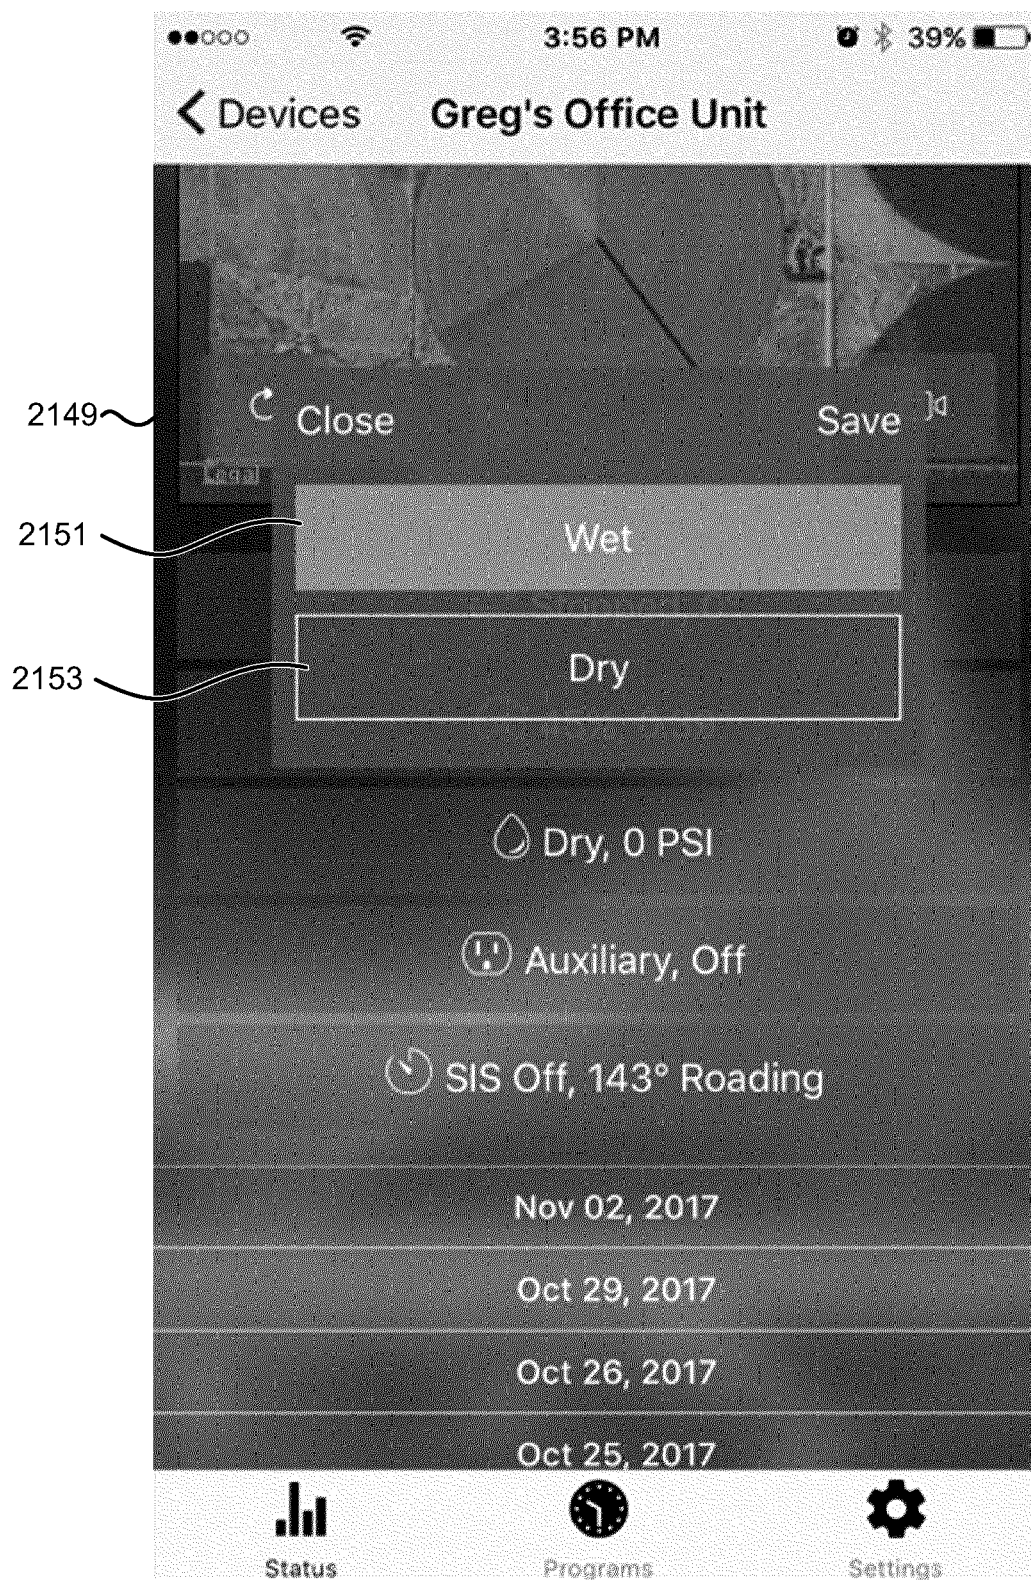 3:56 PM 39%
Devices Greg's Office Unit
2149
Close Save
Legal
2151
Wet
2153
Dry
Dry, 0 PSI
Auxiliary, Off
SIS Off, 143° Roading
Nov 02, 2017
Oct 29, 2017
Oct 26, 2017
Oct 25, 2017
Status Programs Settings